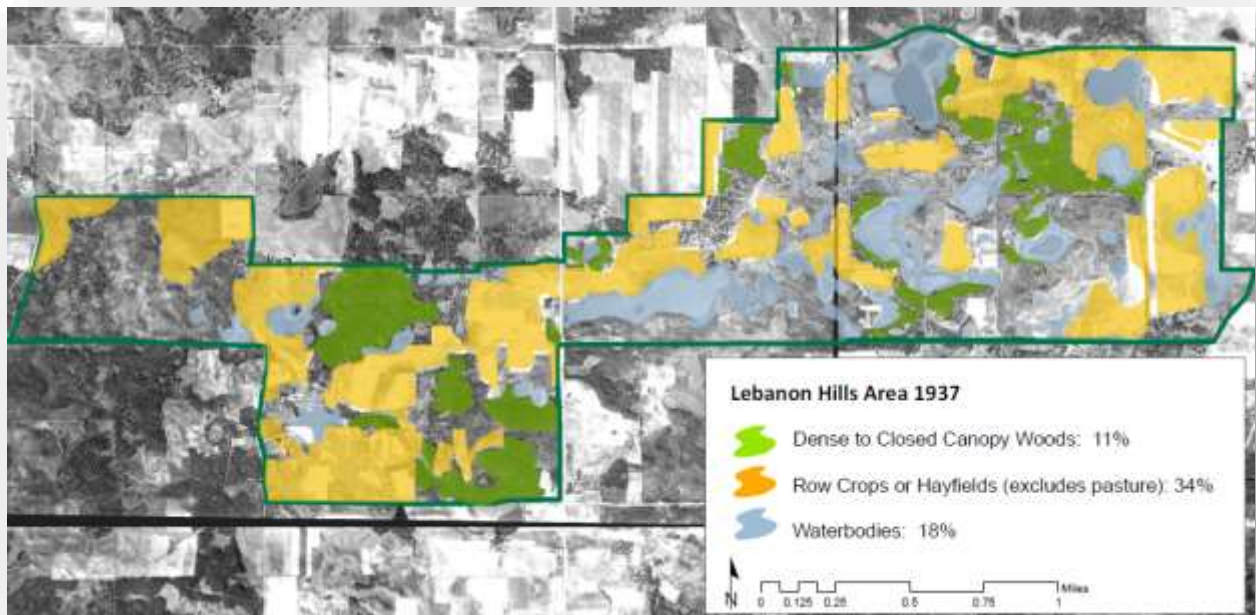 Lebanon Hills Area 1937
Dense to Closed Canopy Woods: 11%
Row Crops or Hayfields (excludes pasture): 34%
Waterbodies: 18%
N
Miles
0 0.125 0.25 0.5 0.75 1